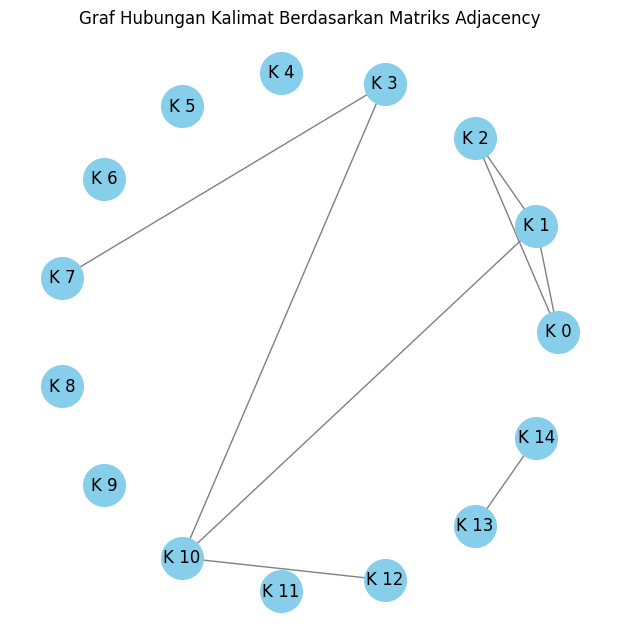 Graf Hubungan Kalimat Berdasarkan Matriks Adjacency
K 4
K 3
K 5
K 2
K 6
K 1
K 7
K 0
K 8
K 14
K 9
K 13
K 10
K 12
K 11